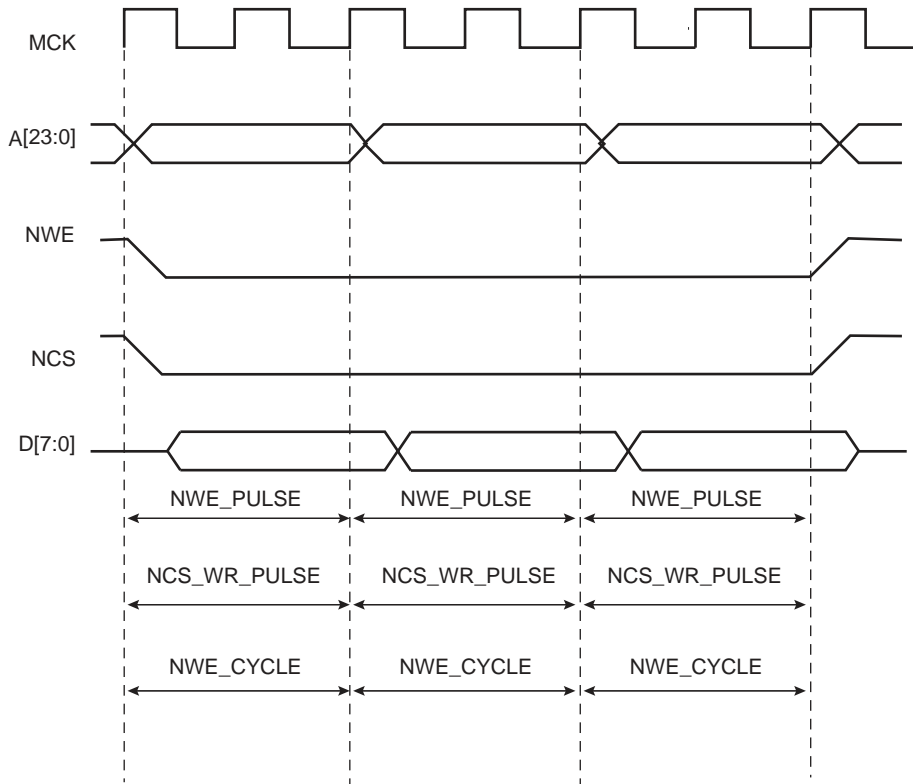 MCK
A[23:0]
NWE
NCS
D[7:0]
NWE_PULSE NWE_PULSE NWE_PULSE
NCS_WR_PULSE NCS_WR_PULSE NCS_WR_PULSE
NWE_CYCLE NWE_CYCLE NWE_CYCLE